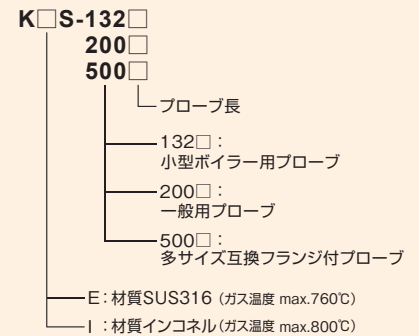 K□S-132□
200□
500□
プローブ長
132□：
小型ボイラー用プローブ
200□：
一般用プローブ
500□：
多サイズ互換フランジ付プローブ
E：材質SUS316（ガス温度 max.760℃）
I：材質インコネル（ガス温度 max.800℃）